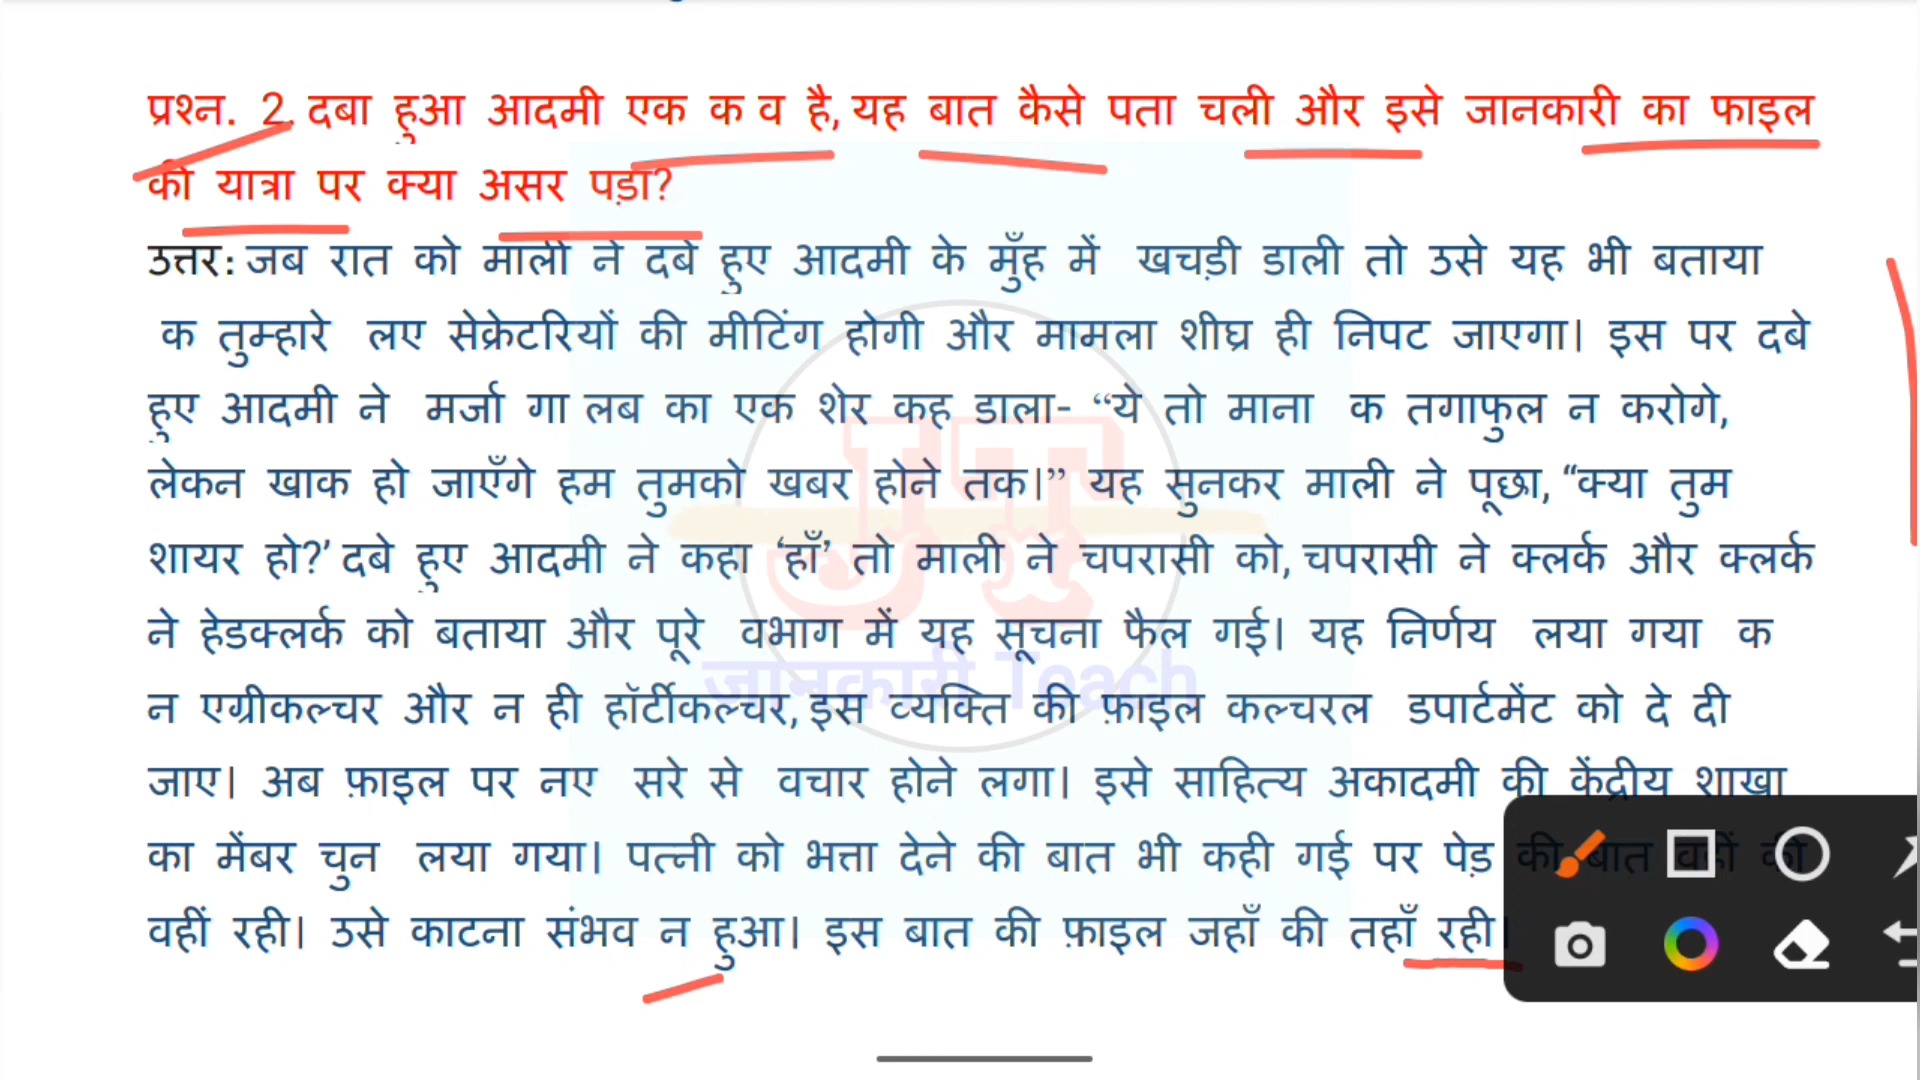 प्रश्न. 2. दबा हुआ आदमी एक क व है, यह बात कैसे पता चली और इसे जानकारी का फाइल
की यात्रा पर क्या असर पड़ा?
उत्तर: जब रात को माली ने दबे हुए आदमी के मुँह में खचड़ी डाली तो उसे यह भी बताया
क तुम्हारे लए सेक्रेटरियों की मीटिंग होगी और मामला शीघ्र ही निपट जाएगा। इस पर दबे
हुए आदमी ने मर्जा गा लब का एक शेर कह डाला- “ये तो माना क तगाफुल न करोगे,
लेकन खाक हो जाएँगे हम तुमको खबर होने तक।” यह सुनकर माली ने पूछा, “क्या तुम
शायर हो?’ दबे हुए आदमी ने कहा ‘हाँ’ तो माली ने चपरासी को, चपरासी ने क्लर्क और क्लर्क
ने हेडक्लर्क को बताया और पूरे वभाग में यह सूचना फैल गई। यह निर्णय लया गया क
न एग्रीकल्चर और न ही हॉर्टीकल्चर, इस व्यक्ति की फ़ाइल कल्चरल डपार्टमेंट को दे दी
जाए। अब फ़ाइल पर नए सरे से वचार होने लगा। इसे साहित्य अकादमी की केंद्रीय शाखा
का मेंबर चुन लया गया। पत्नी को भत्ता देने की बात भी कही गई पर पेड़ की बात वहीं की
वहीं रही। उसे काटना संभव न हुआ। इस बात की फ़ाइल जहाँ की तहाँ रही।
JT
जानकारी Teach